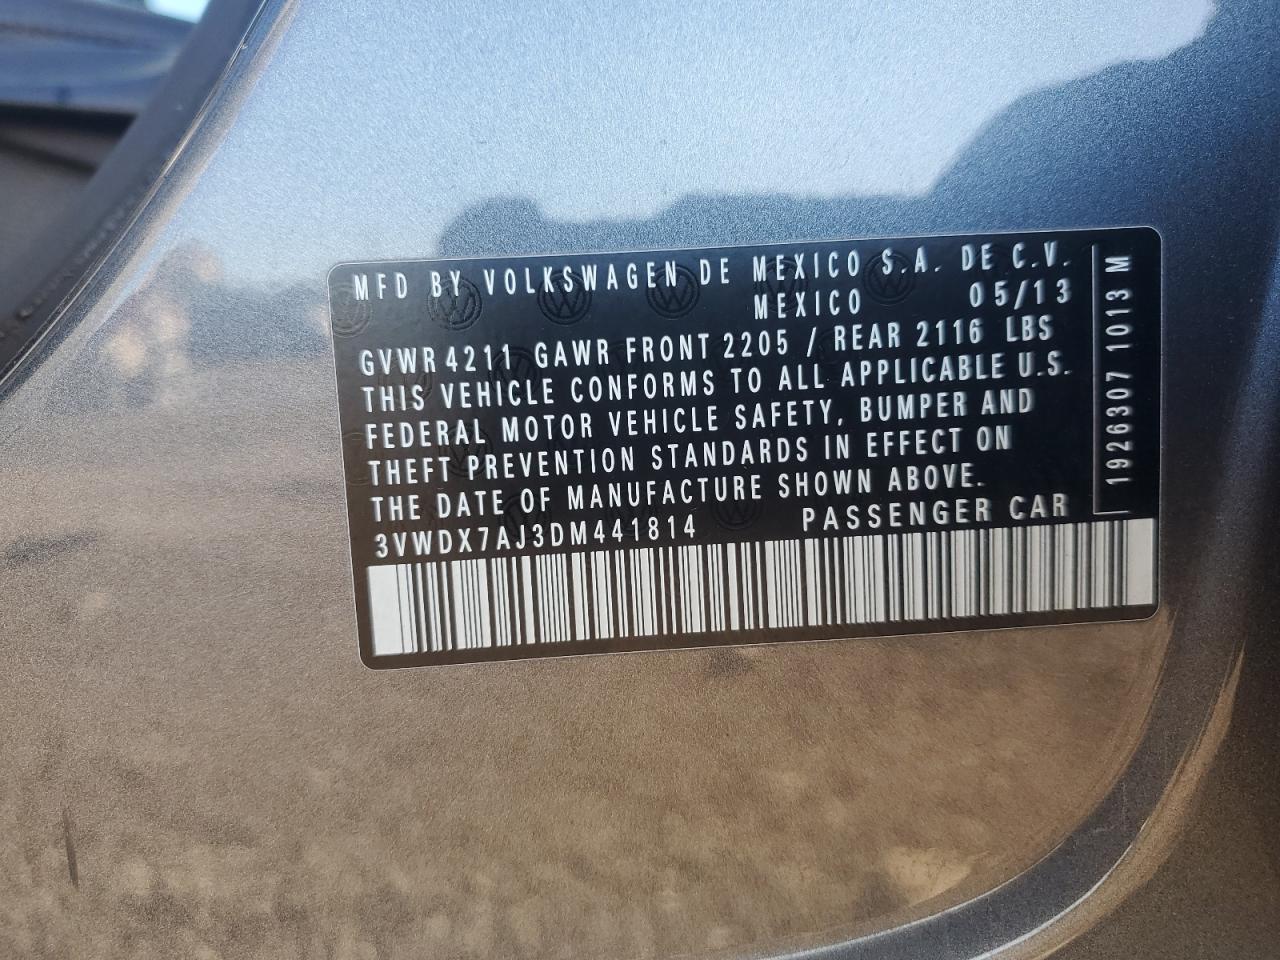 MFD BY VOLKSWAGEN DE MEXICO S.A. DE C.V.
MEXICO 05/13
GVWR 4211 GAWR FRONT 2205 / REAR 2116 LBS
THIS VEHICLE CONFORMS TO ALL APPLICABLE U.S.
FEDERAL MOTOR VEHICLE SAFETY, BUMPER AND
THEFT PREVENTION STANDARDS IN EFFECT ON
THE DATE OF MANUFACTURE SHOWN ABOVE.
3VWDX7AJ3DM441814 PASSENGER CAR
1926307 1013 M